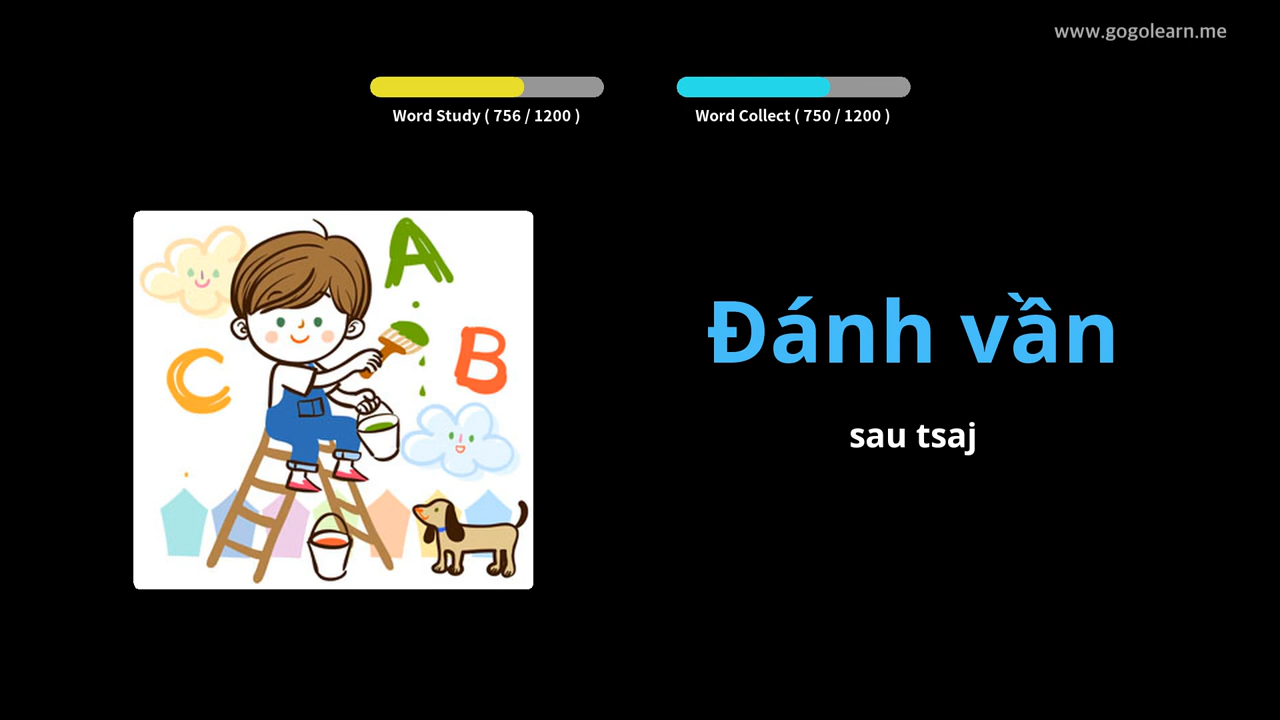 www.gogolearn.me
Word Study ( 756 / 1200 )
Word Collect ( 750 / 1200 )
A
B
C
Đánh vần
sau tsaj